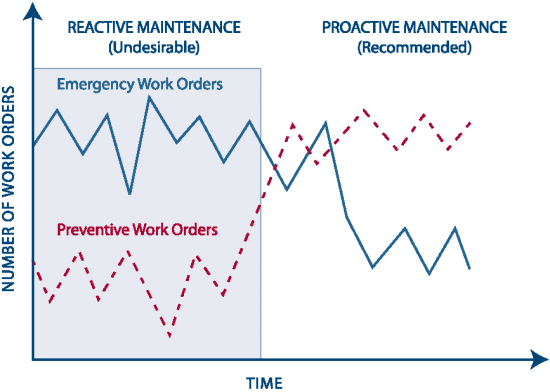 REACTIVE MAINTENANCE
(Undesirable)
PROACTIVE MAINTENANCE
(Recommended)
Emergency Work Orders
Preventive Work Orders
NUMBER OF WORK ORDERS
TIME